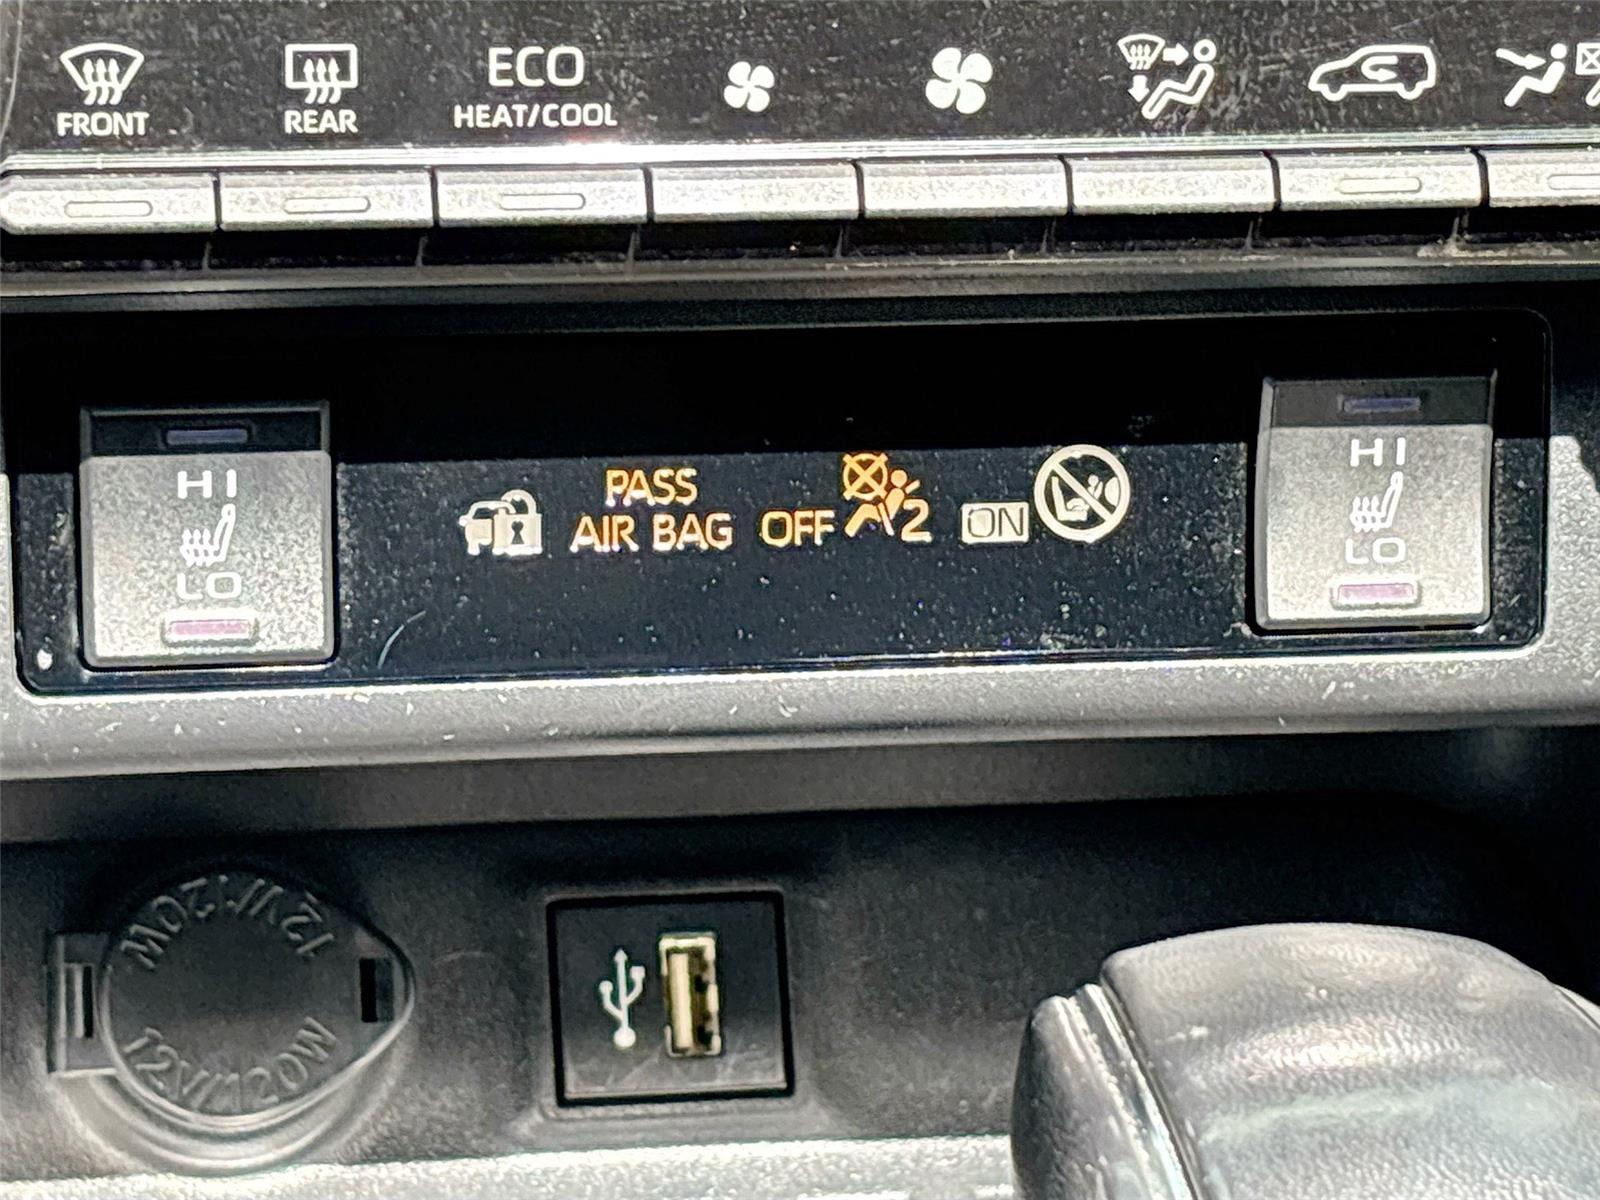 FRONT
REAR
ECO
HEAT/COOL
HI
LO
PASS
AIR BAG
OFF
2
ON
HI
LO
12V/120W
12V/120W